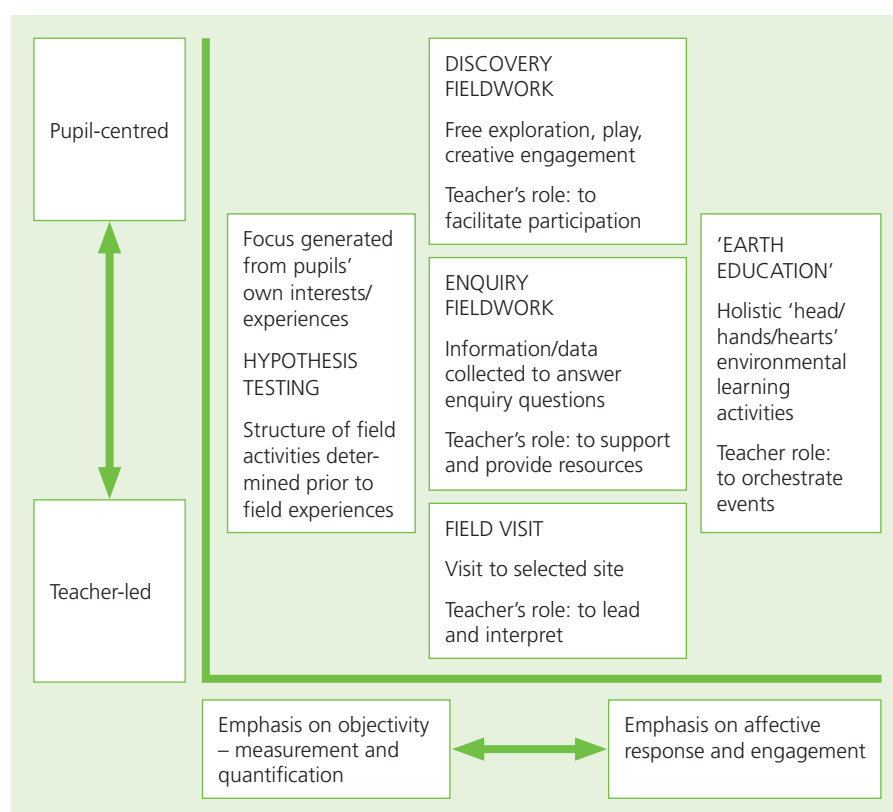 Pupil-centred
Teacher-led
Focus generated
from pupils’
own interests/
experiences
HYPOTHESIS
TESTING
Structure of field
activities deter-
mined prior to
field experiences
DISCOVERY
FIELDWORK
Free exploration, play,
creative engagement
Teacher’s role: to
facilitate participation
ENQUIRY
FIELDWORK
Information/data
collected to answer
enquiry questions
Teacher’s role: to support
and provide resources
FIELD VISIT
Visit to selected site
Teacher’s role: to lead
and interpret
’EARTH
EDUCATION’
Holistic ‘head/
hands/hearts’
environmental
learning
activities
Teacher role:
to orchestrate
events
Emphasis on objectivity
– measurement and
quantification
Emphasis on affective
response and engagement